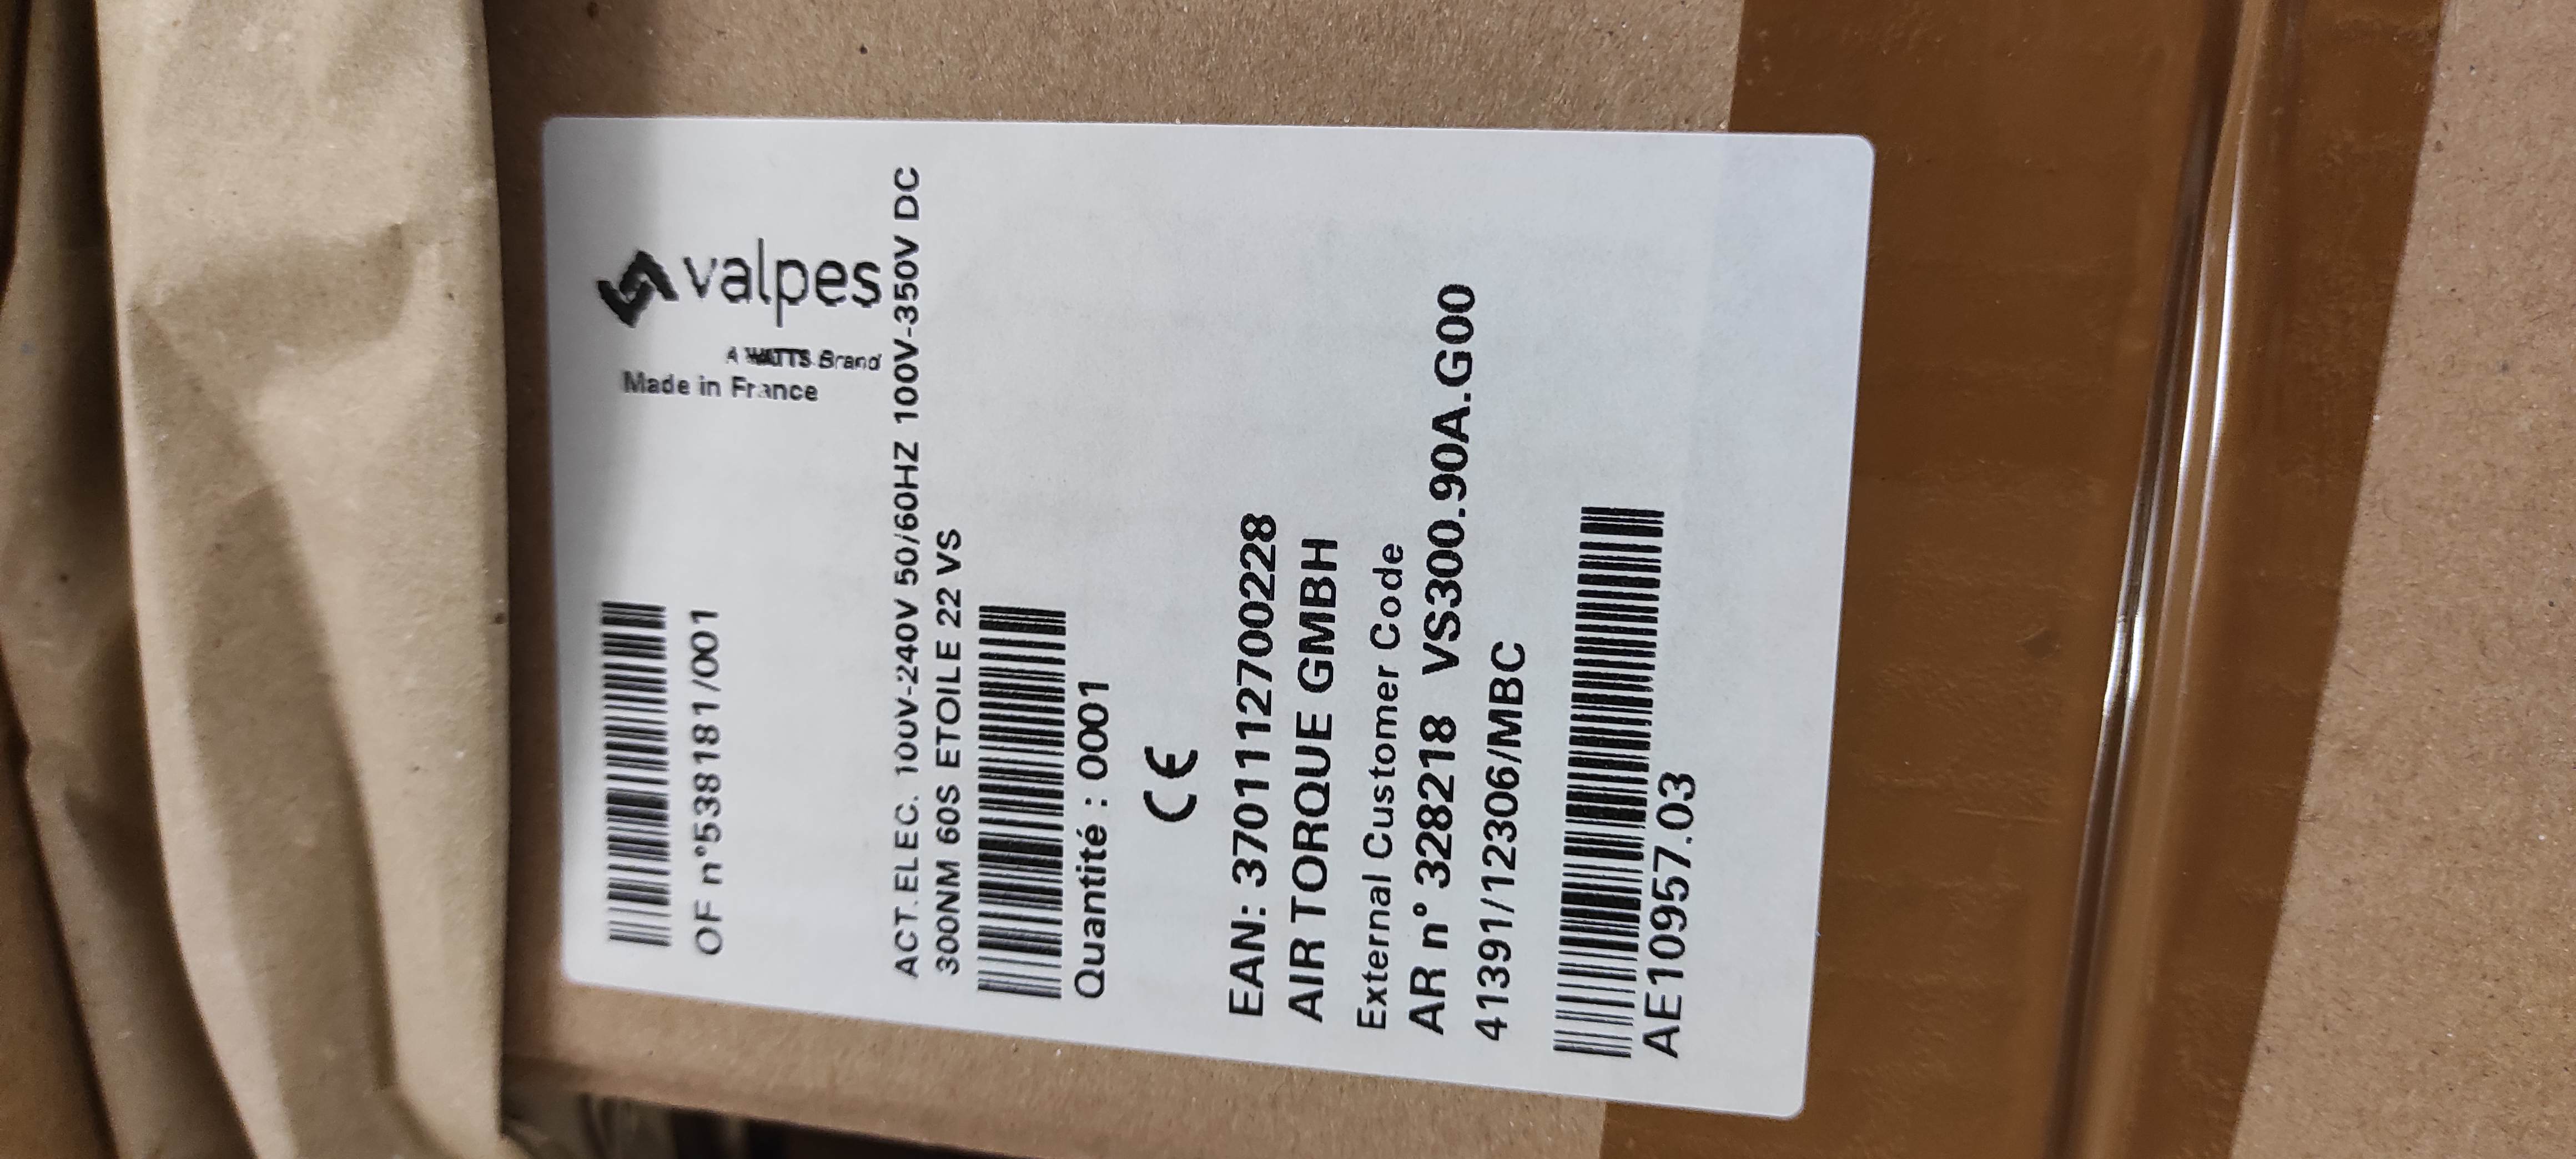 valpes
A WATTS Brand
Made in France
OF n°538181/001
ACT.ELEC. 100V-240V 50/60HZ 100V-350V DC
300NM 60S ETOILE 22 VS
Quantité : 0001
CE
EAN: 3701112700228
AIR TORQUE GMBH
External Customer Code
AR n° 328218 VS300.90A.G00
41391/12306/MBC
AE10957.03